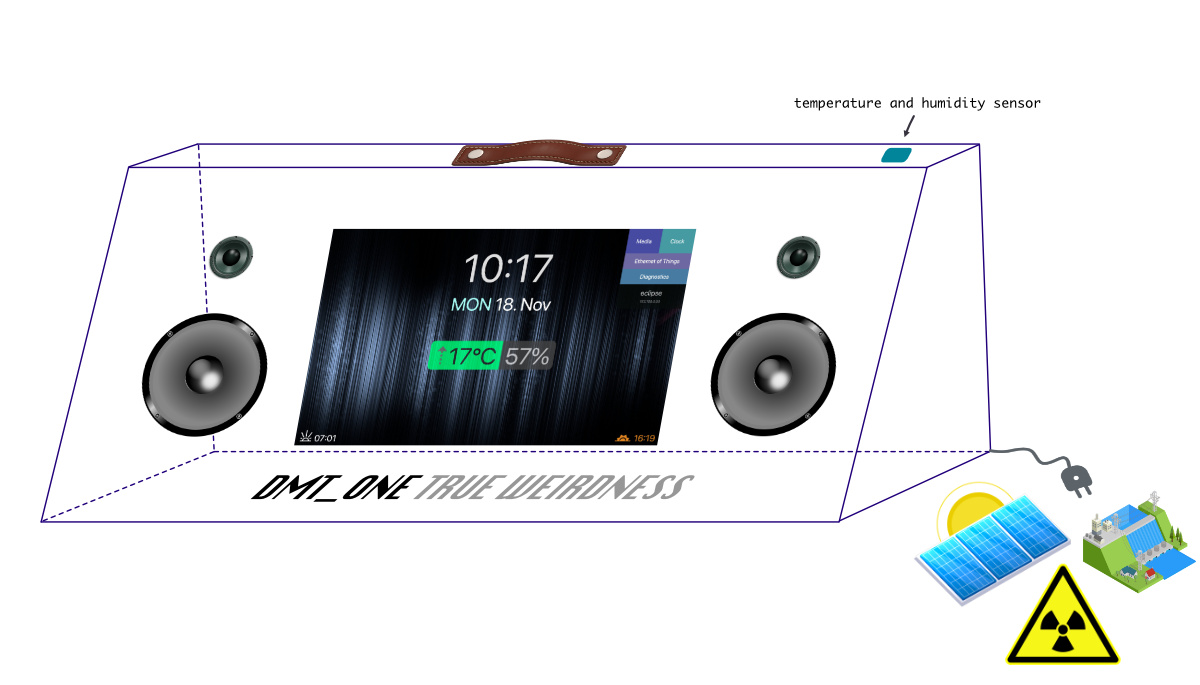 temperature and humidity sensor
Media Clock
Ethernet of Things
Diagnostics
eclipse
10:17
MON 18. Nov
17°C 57%
07:01
16:19
DMT_ONE TRUE WEIRDNESS